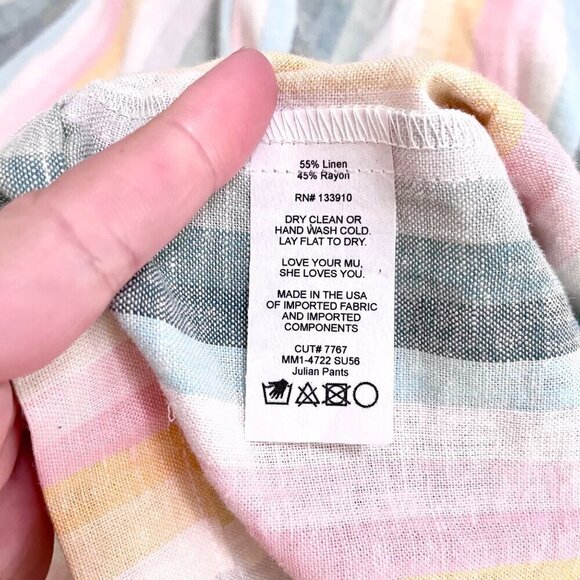 55% Linen
45% Rayon
RN# 133910
DRY CLEAN OR
HAND WASH COLD.
LAY FLAT TO DRY.
LOVE YOUR MU,
SHE LOVES YOU.
MADE IN THE USA
OF IMPORTED FABRIC
AND IMPORTED
COMPONENTS
CUT# 7767
MM1-4722 SU56
Julian Pants